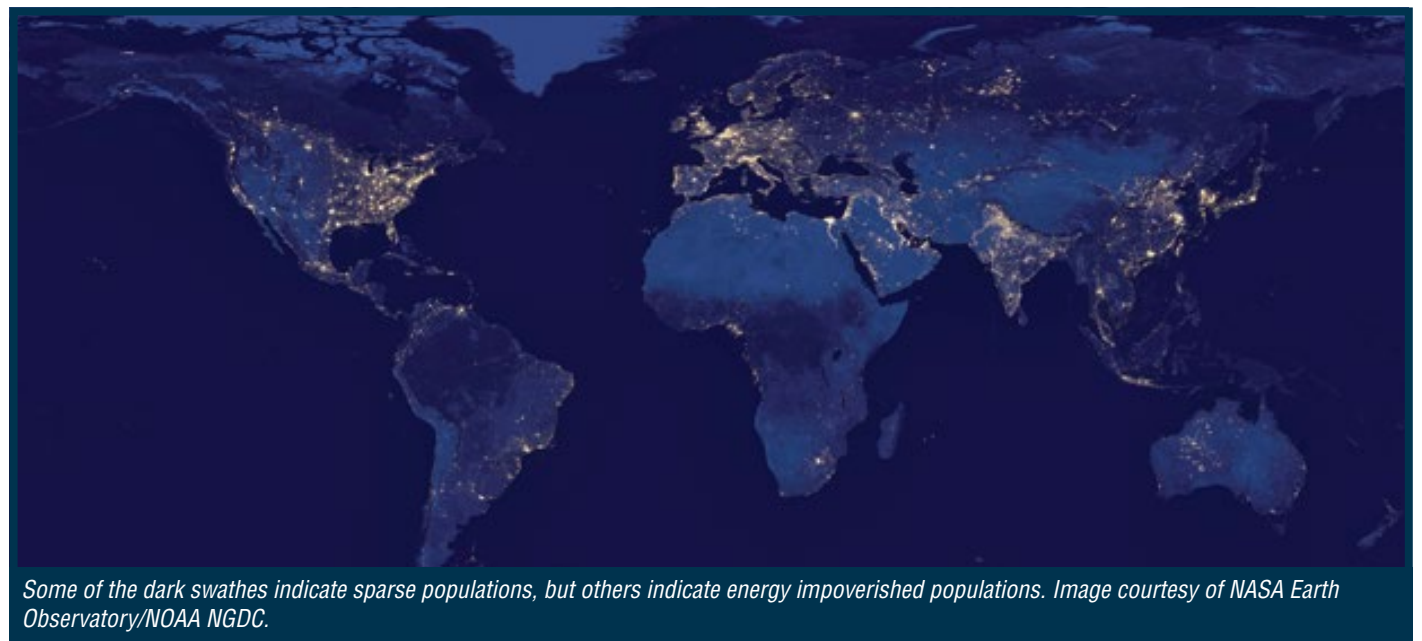 Some of the dark swathes indicate sparse populations, but others indicate energy impoverished populations. Image courtesy of NASA Earth
Observatory/NOAA NGDC.